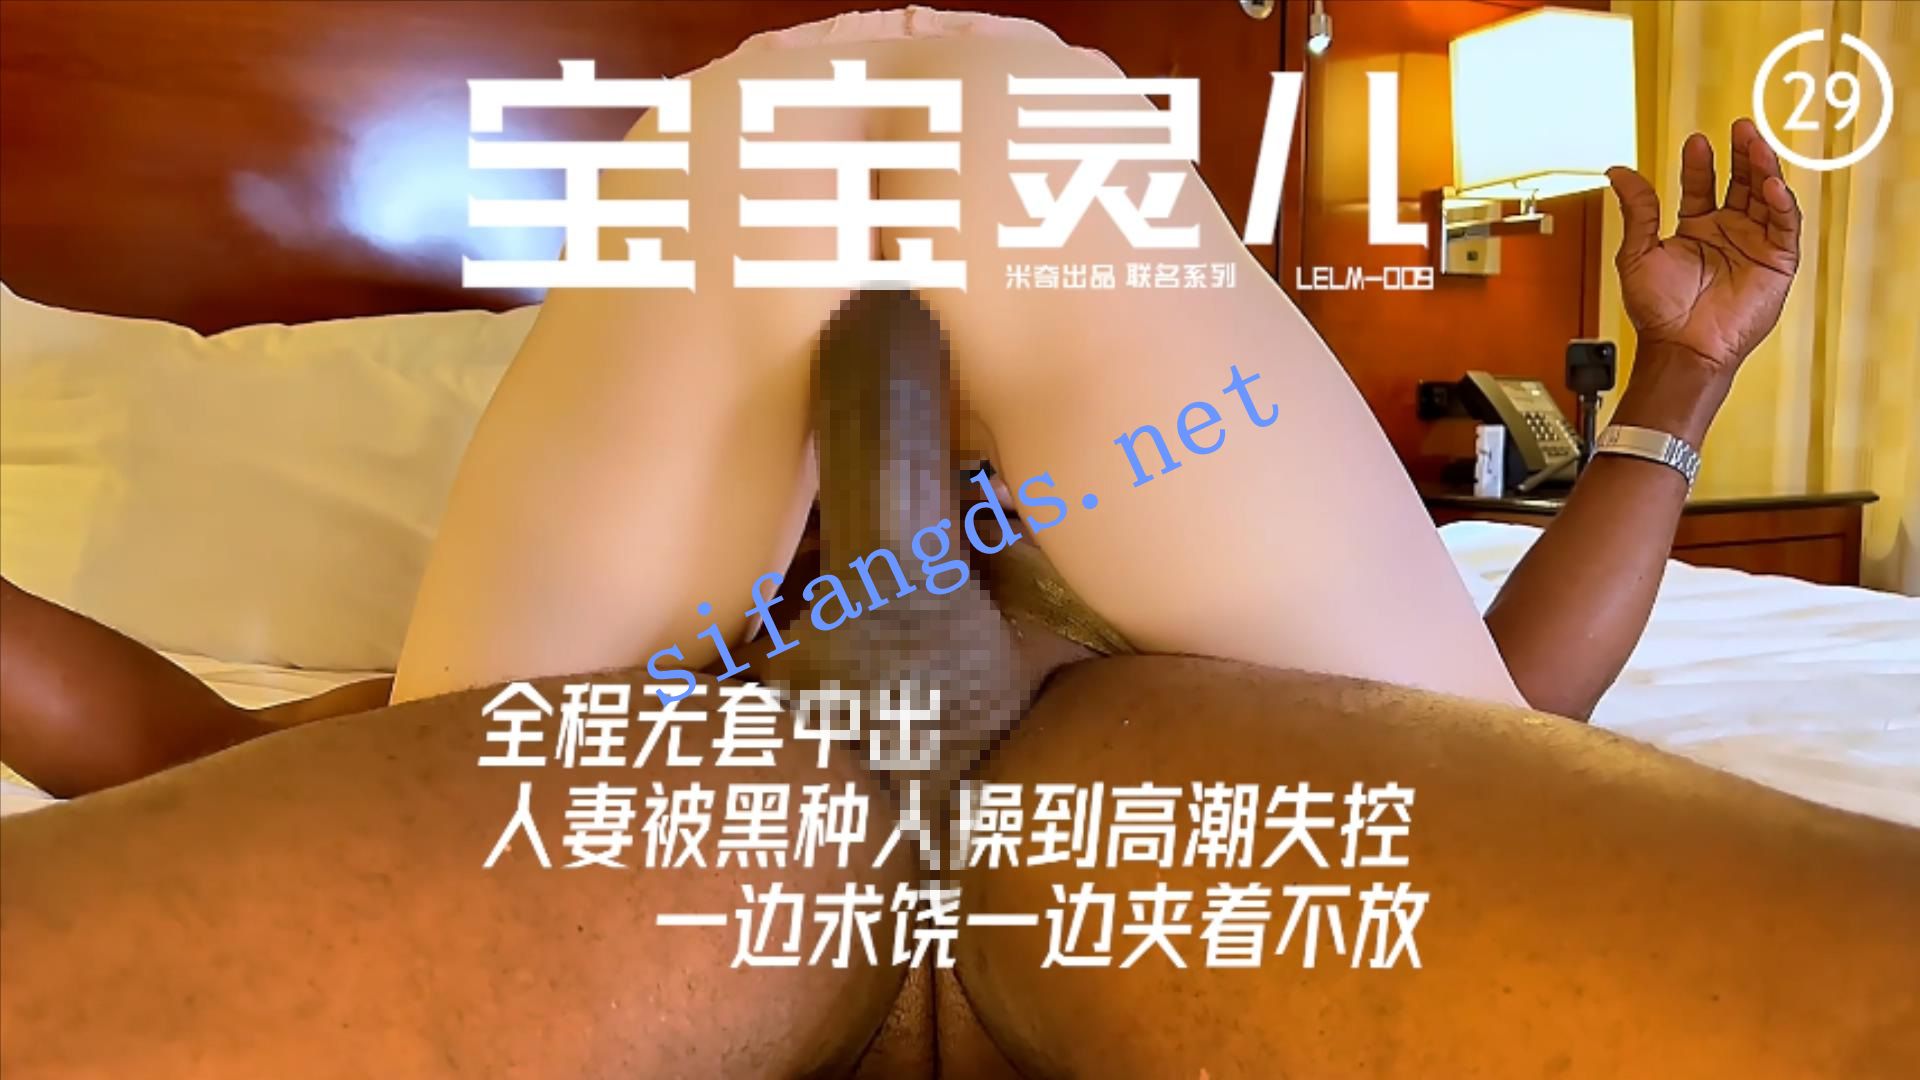 29
宝宝灵儿
米奇出品 联名系列 LELM-009
sifangds.net
全程无套中出
人妻被黑种人操到高潮失控
一边求饶一边夹着不放